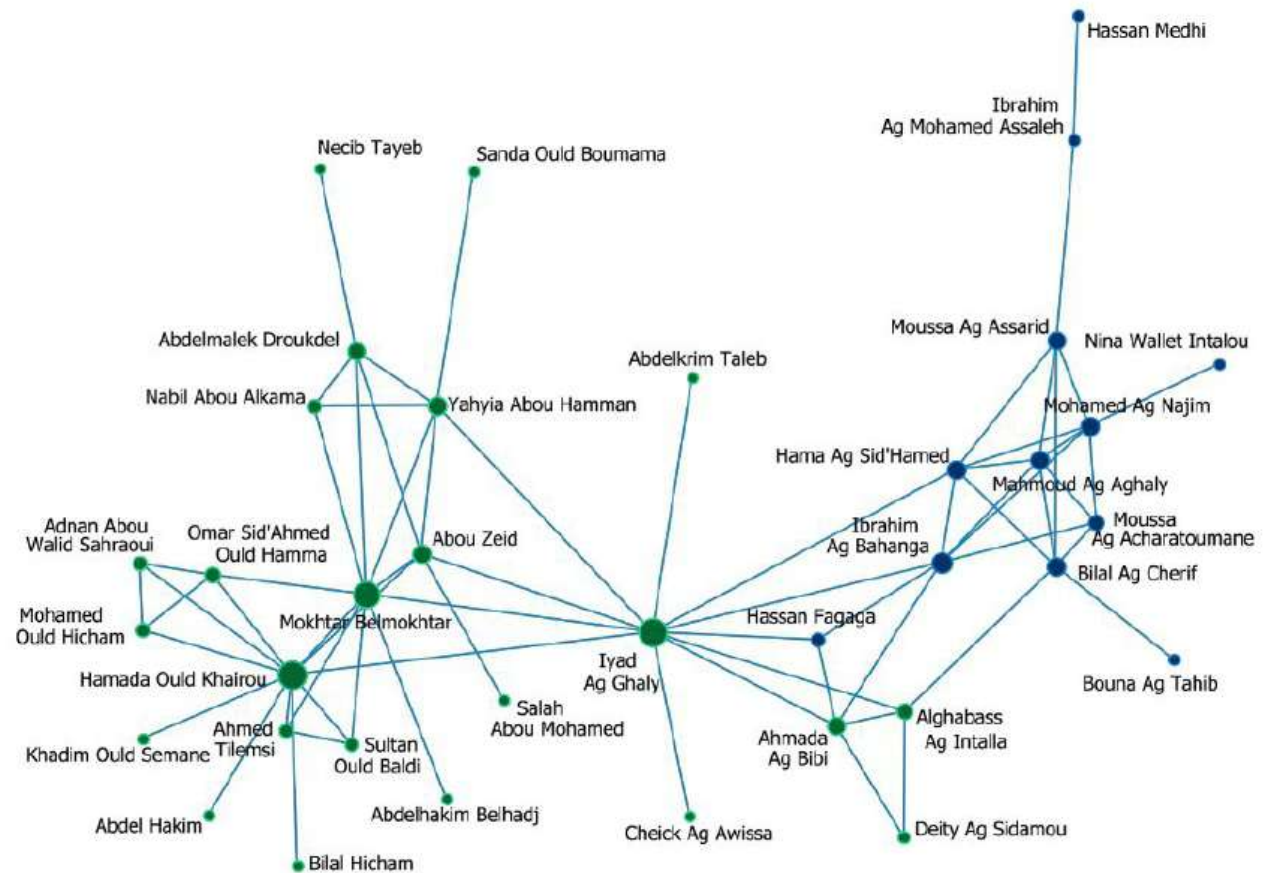 Hassan Medhi
Ibrahim
Ag Mohamed Assaleh
Necib Tayeb
Sanda Ould Boumama
Moussa Ag Assarid
Nina Wallet Intalou
Abdelmalek Droukdel
Abdelkrim Taleb
Nabil Abou Alkama
Yahyia Abou Hamman
Mohamed Ag Najim
Hama Ag Sid'Hamed
Mahmoud Ag Aghaly
Adnan Abou
Walid Sahraoui
Omar Sid'Ahmed
Ould Hamma
Abou Zeid
Ibrahim
Ag Bahanga
Moussa
Ag Acharatoumane
Bilal Ag Cherif
Mohamed
Ould Hicham
Mokhtar Belmokhtar
Hassan Fagaga
Iyad
Ag Ghaly
Hamada Ould Khairou
Bouna Ag Tahib
Salah
Abou Mohamed
Alghabass
Ag Intalla
Khadim Ould Semane
Ahmed
Tilemsi
Sultan
Ould Baldi
Ahmada
Ag Bibi
Abdel Hakim
Abdelhakim Belhadj
Cheick Ag Awissa
Deity Ag Sidamou
Bilal Hicham